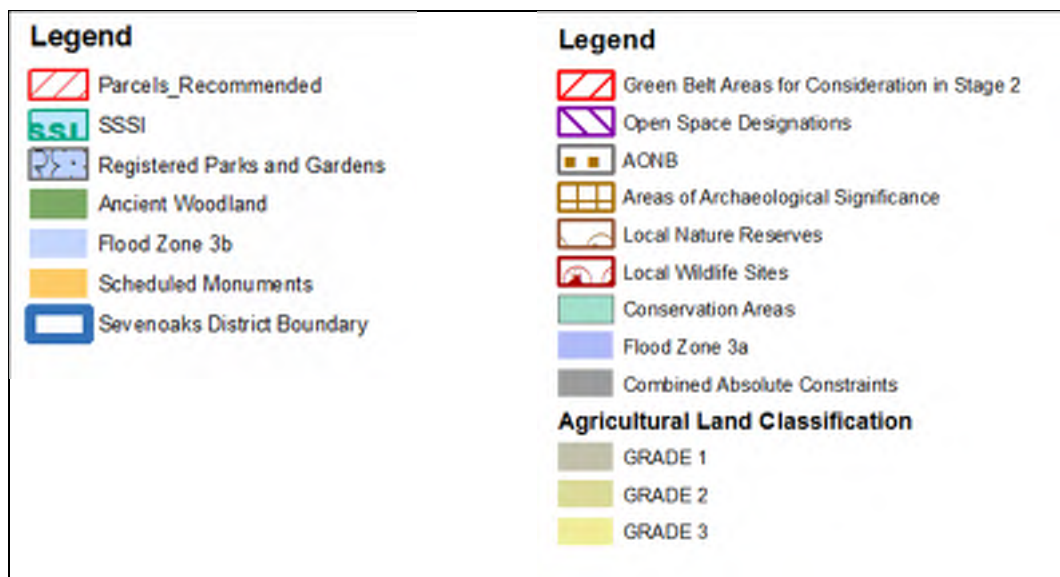 Legend
Parcels_Recommended
SSSI
Registered Parks and Gardens
Ancient Woodland
Flood Zone 3b
Scheduled Monuments
Sevenoaks District Boundary
Legend
Green Belt Areas for Consideration in Stage 2
Open Space Designations
AONB
Areas of Archaeological Significance
Local Nature Reserves
Local Wildlife Sites
Conservation Areas
Flood Zone 3a
Combined Absolute Constraints
Agricultural Land Classification
GRADE 1
GRADE 2
GRADE 3